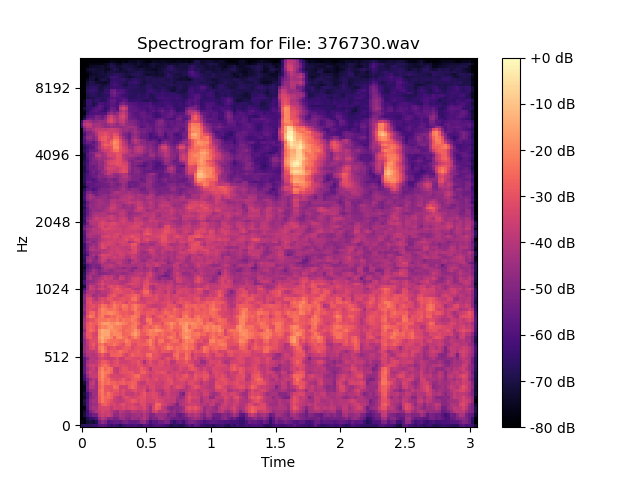 Spectrogram for File: 376730.wav
Hz
8192
4096
2048
1024
512
0
0
0.5
1
1.5
2
2.5
3
Time
+0 dB
-10 dB
-20 dB
-30 dB
-40 dB
-50 dB
-60 dB
-70 dB
-80 dB